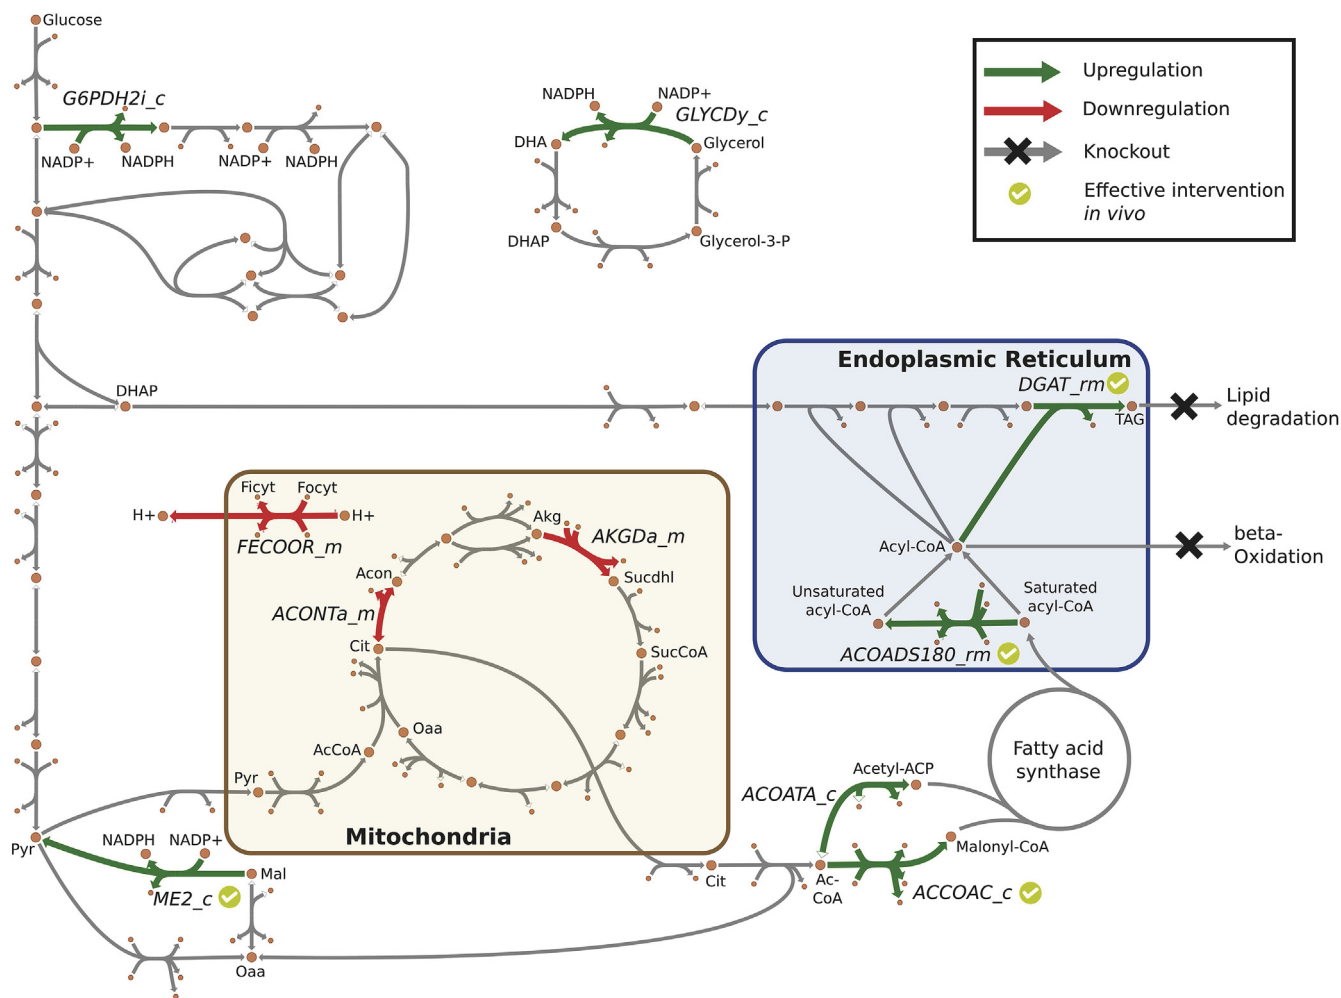 Glucose
G6PDH2i_c
NADP+
NADPH
NADP+
NADPH
NADPH
NADP+
GLYCDy_c
DHA
Glycerol
DHAP
Glycerol-3-P
Upregulation
Downregulation
Knockout
Effective intervention
in vivo
DHAP
Endoplasmic Reticulum
DGAT_rm
TAG
Lipid
degradation
Acyl-CoA
beta-
Oxidation
Unsaturated
acyl-CoA
Saturated
acyl-CoA
ACOADS180_rm
H+
Ficyt
Focyt
H+
FECOOR_m
Akg
AKGDa_m
Acon
Sucdhl
ACONTa_m
Cit
SucCoA
Oaa
AcCoA
Pyr
Mitochondria
Fatty acid
synthase
Acetyl-ACP
ACOATA_c
Malonyl-CoA
Pyr
NADPH
NADP+
Mal
ME2_c
Cit
Ac-
CoA
ACCOAC_c
Oaa